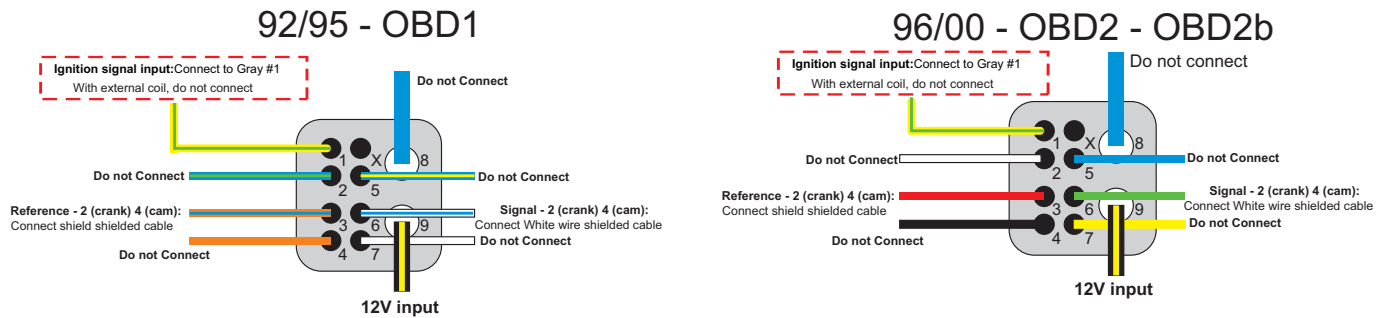 92/95 - OBD1
Ignition signal input:Connect to Gray #1
With external coil, do not connect
Do not Connect
1
X
8
Do not Connect
2
5
Do not Connect
Reference - 2 (crank) 4 (cam):
Connect shield shielded cable
3
6
9
Signal - 2 (crank) 4 (cam):
Connect White wire shielded cable
Do not Connect
4
7
Do not Connect
12V input
96/00 - OBD2 - OBD2b
Ignition signal input:Connect to Gray #1
With external coil, do not connect
Do not connect
1
X
8
Do not Connect
2
5
Do not Connect
Reference - 2 (crank) 4 (cam):
Connect shield shielded cable
3
6
9
Signal - 2 (crank) 4 (cam):
Connect White wire shielded cable
Do not Connect
4
7
Do not Connect
12V input